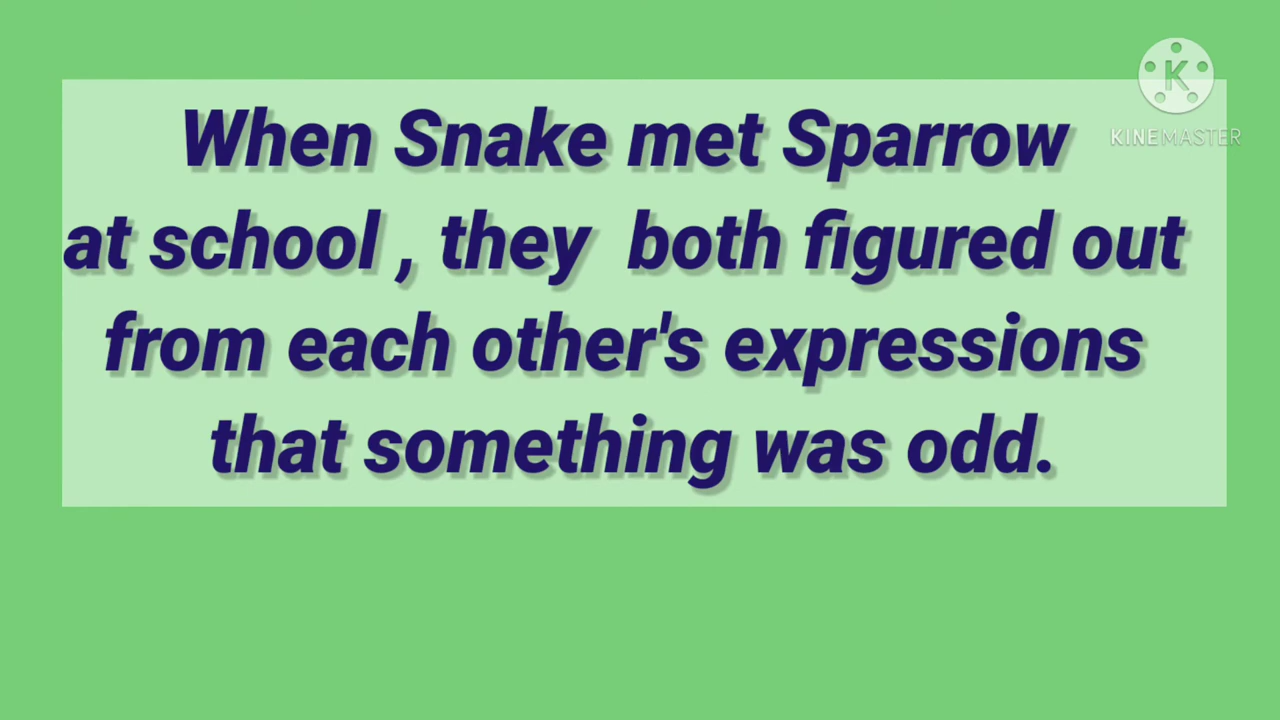 When Snake met Sparrow
at school , they  both figured out
from each other's expressions
that something was odd.
K
KINEMASTER